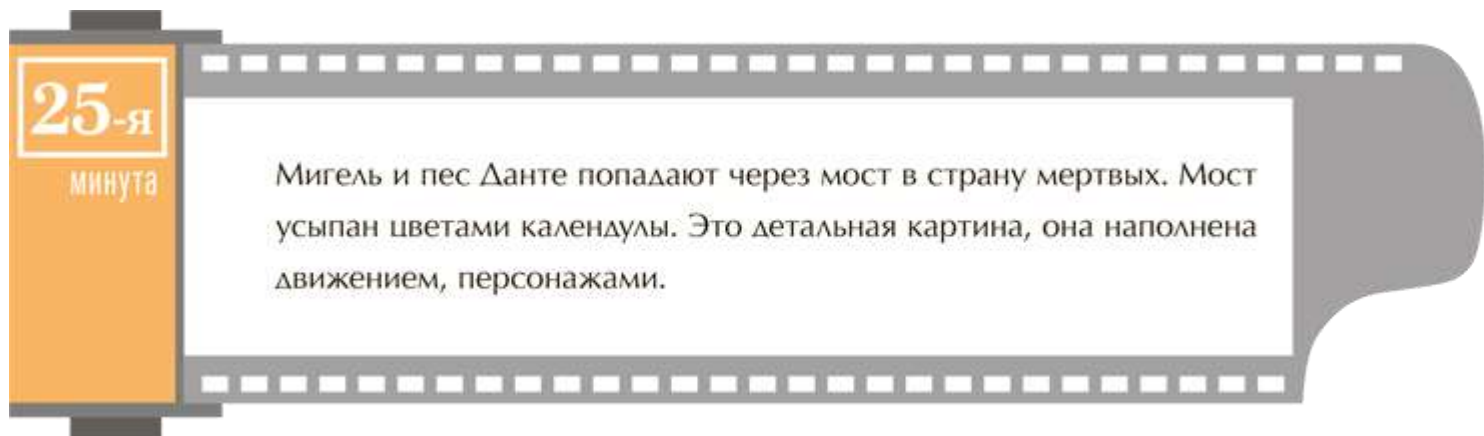 25-я
минута
Мигель и пес Данте попадают через мост в страну мертвых. Мост
усыпан цветами календулы. Это детальная картина, она наполнена
движением, персонажами.